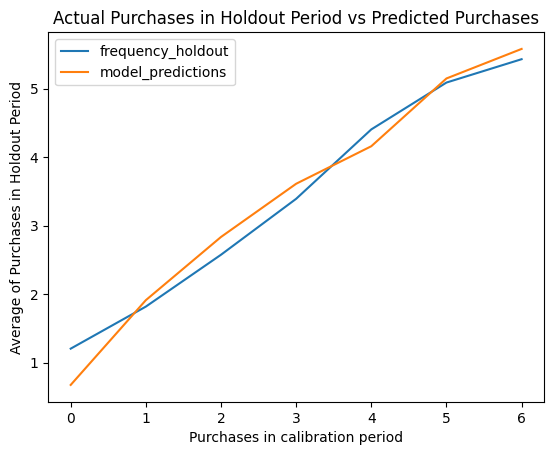 Actual Purchases in Holdout Period vs Predicted Purchases
frequency_holdout
model_predictions
Average of Purchases in Holdout Period
5
4
3
2
1
0 1 2 3 4 5 6
Purchases in calibration period